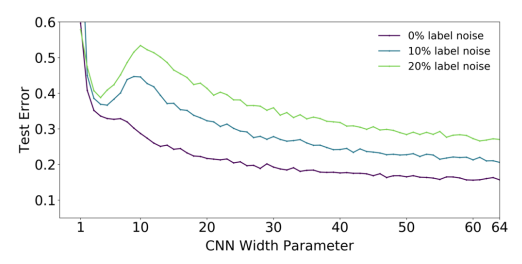 0.6
0.5
0.4
0.3
0.2
0.1
Test Error
0% label noise
10% label noise
20% label noise
1 10 20 30 40 50 60 64
CNN Width Parameter